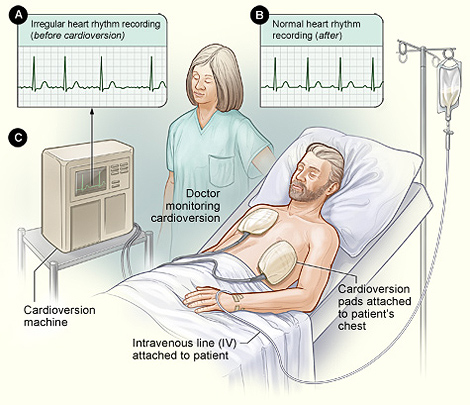 A
Irregular heart rhythm
recording
(before cardioversion)
B
Normal heart rhythm
recording (after)
C
Doctor
monitoring
cardioversion
Cardioversion
machine
Cardioversion
pads attached
to patient's
chest
Intravenous line (IV)
attached to patient